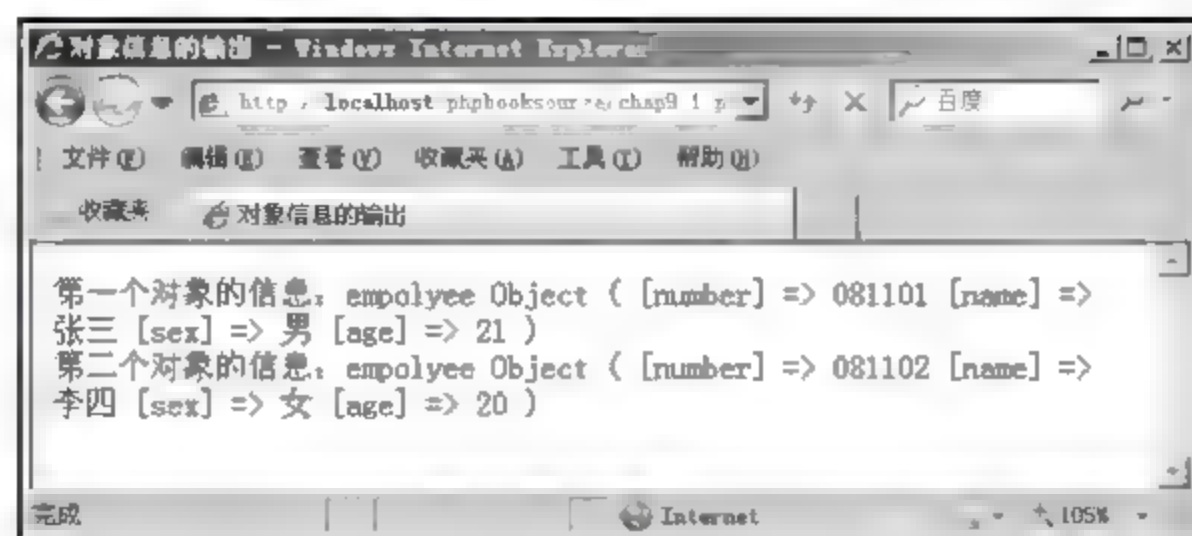 对象信息的输出 - Windows Internet Explorer
http localhost phpbooksource/chap9 1 p 百度
文件(F) 编辑(E) 查看(V) 收藏夹(A) 工具(T) 帮助(H)
收藏夹 对象信息的输出
第一个对象的信息：empolyee Object ( [number] => 081101 [name] =>
张三 [sex] => 男 [age] => 21 )
第二个对象的信息：empolyee Object ( [number] => 081102 [name] =>
李四 [sex] => 女 [age] => 20 )
完成 Internet 105%